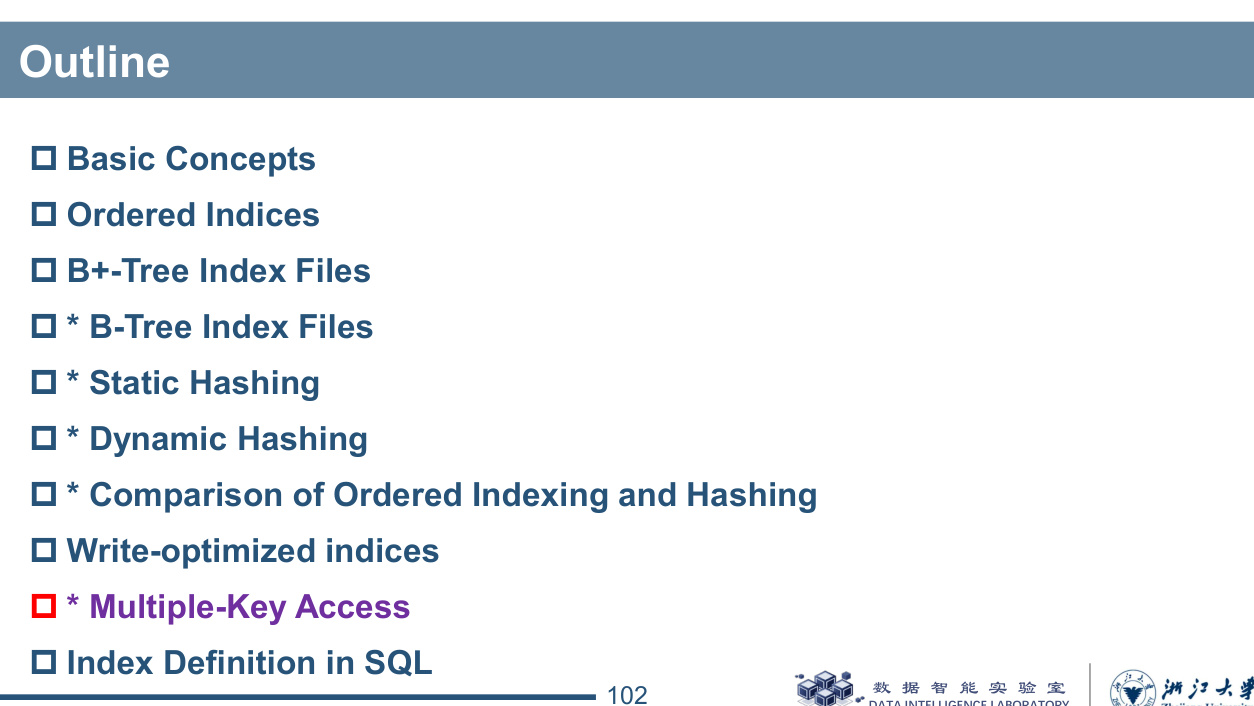 Outline
Basic Concepts
Ordered Indices
B+-Tree Index Files
* B-Tree Index Files
* Static Hashing
* Dynamic Hashing
* Comparison of Ordered Indexing and Hashing
Write-optimized indices
* Multiple-Key Access
Index Definition in SQL
102
数据智能实验室
DATA INTELLIGENCE LABORATORY
浙江大学